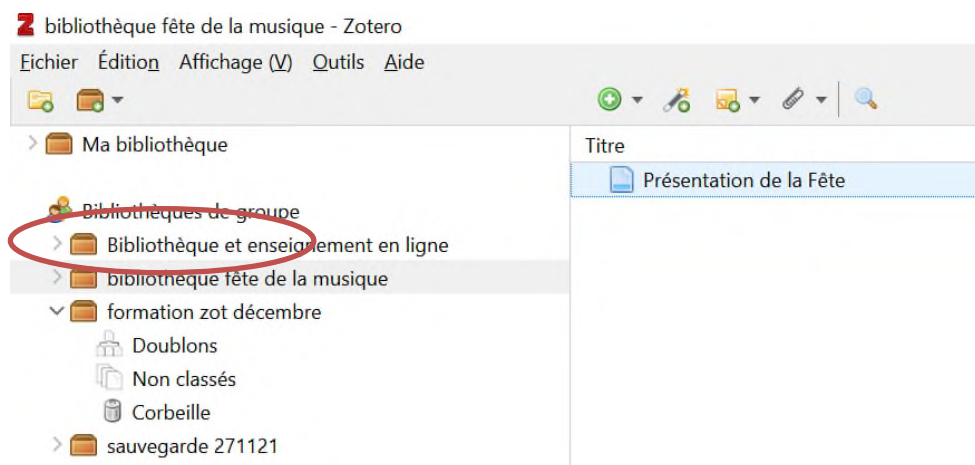 Z bibliothèque fête de la musique - Zotero
Fichier Édition Affichage (V) Outils Aide
Ma bibliothèque
Bibliothèques de groupe
Bibliothèque et enseignement en ligne
bibliothèque fête de la musique
formation zot décembre
Doublons
Non classés
Corbeille
sauvegarde 271121
Titre
Présentation de la Fête